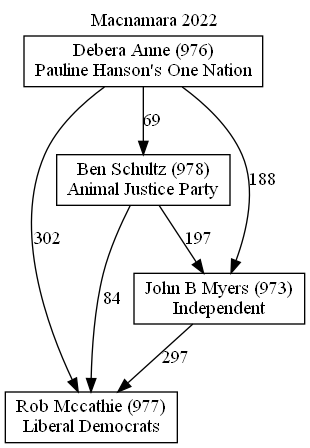 Macnamara 2022
Debera Anne (976)
Pauline Hanson's One Nation
69
Ben Schultz (978)
Animal Justice Party
188
302
84
197
John B Myers (973)
Independent
297
Rob Mccathie (977)
Liberal Democrats